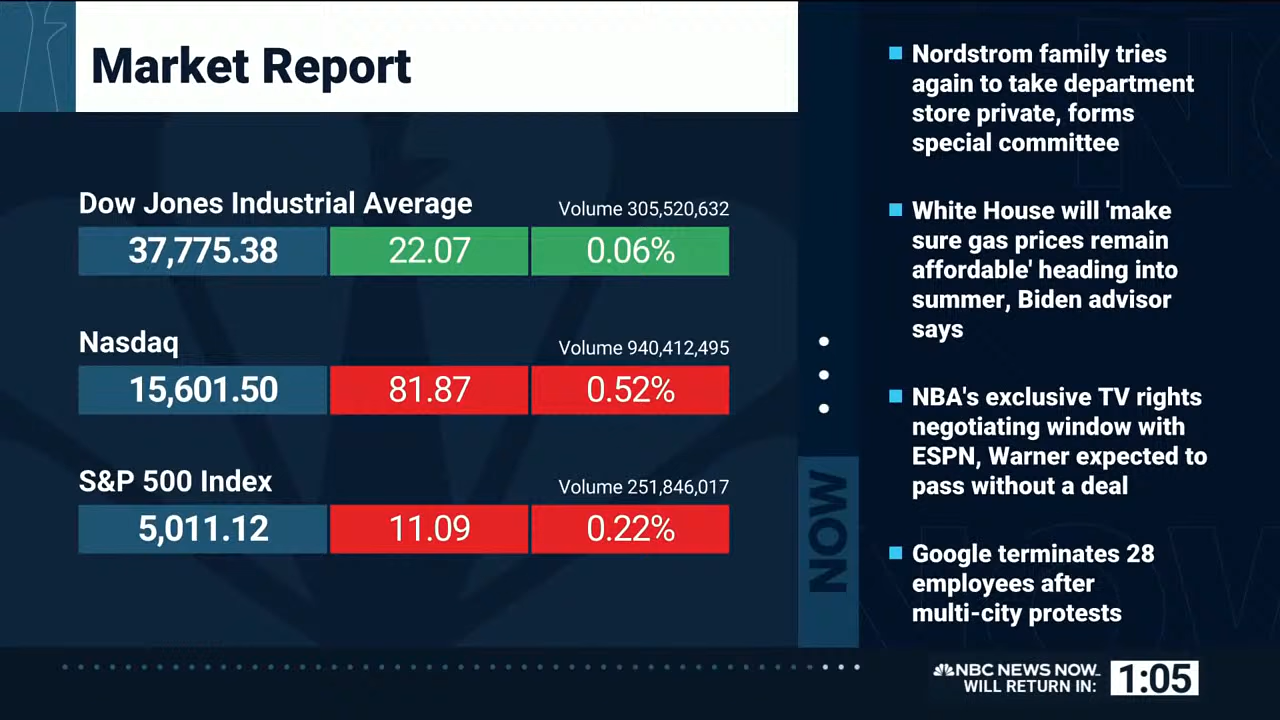 Market Report
Dow Jones Industrial Average
Volume 305,520,632
37,775.38
22.07
0.06%
Nasdaq
Volume 940,412,495
15,601.50
81.87
0.52%
S&P 500 Index
Volume 251,846,017
5,011.12
11.09
0.22%
NOW
Nordstrom family tries
again to take department
store private, forms
special committee
White House will 'make
sure gas prices remain
affordable' heading into
summer, Biden advisor
says
NBA's exclusive TV rights
negotiating window with
ESPN, Warner expected to
pass without a deal
Google terminates 28
employees after
multi-city protests
NBC NEWS NOW
WILL RETURN IN:
1:05